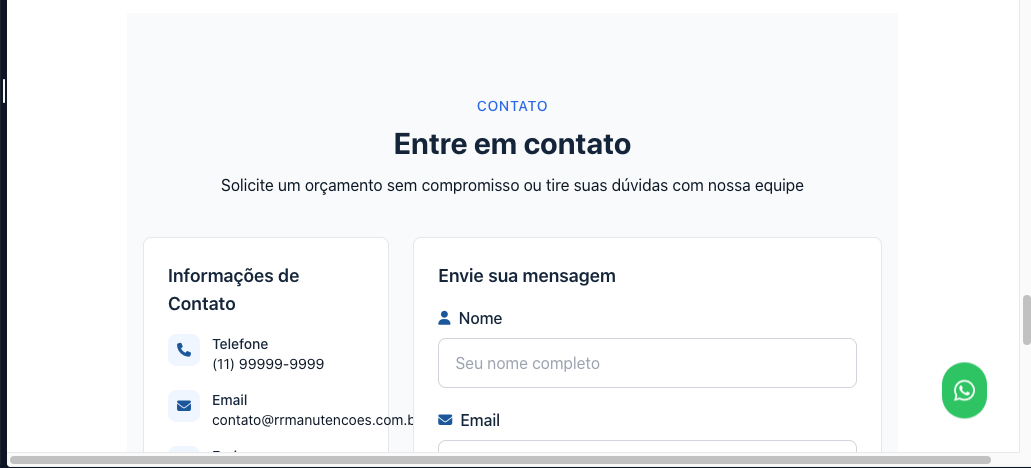 CONTATO
Entre em contato
Solicite um orçamento sem compromisso ou tire suas dúvidas com nossa equipe
Informações de
Contato
Telefone
(11) 99999-9999
Email
contato@rrmanutencoes.com.b
Envie sua mensagem
Nome
Seu nome completo
Email